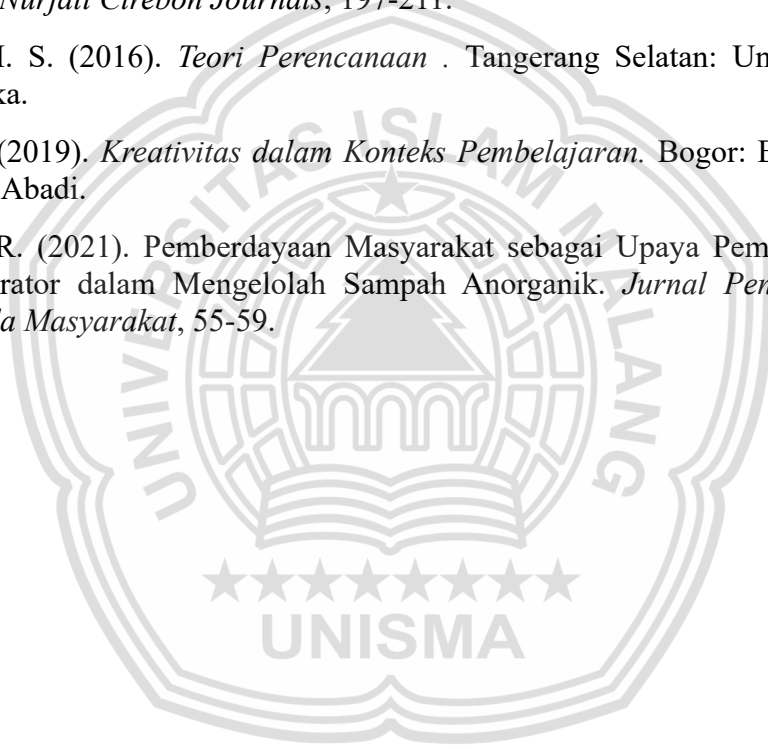 Nurjati Cirebon Journals, 197-211.
I. S. (2016). Teori Perencanaan . Tangerang Selatan: Un
ka.
(2019). Kreativitas dalam Konteks Pembelajaran. Bogor: E
Abadi.
R. (2021). Pemberdayaan Masyarakat sebagai Upaya Pem
rator dalam Mengelolah Sampah Anorganik. Jurnal Pen
a Masyarakat, 55-59.
UNIVERSITAS ISLAM MALANG
UNISMA